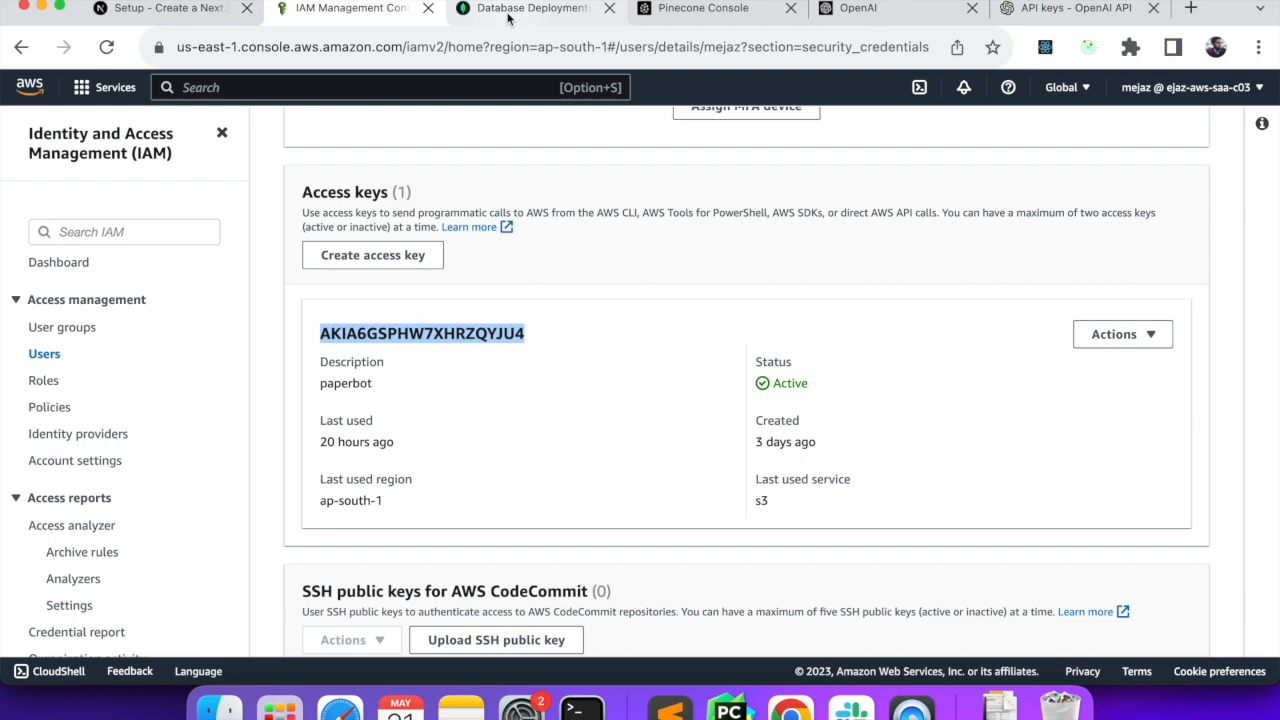 Setup - Create a Next.
IAM Management Con
Database Deployment
Pinecone Console
OpenAI
API keys - OpenAI API
us-east-1.console.aws.amazon.com/iamv2/home?region=ap-south-1#/users/details/mejaz?section=security_credentials
aws
Services
Search
[Option+S]
Global
mejaz @ ejaz-aws-saa-c03
Identity and Access
Management (IAM)
Search IAM
Dashboard
Access management
User groups
Users
Roles
Policies
Identity providers
Account settings
Access reports
Access analyzer
Archive rules
Analyzers
Settings
Credential report
Organization activity
Assign MFA device
Access keys (1)
Use access keys to send programmatic calls to AWS from the AWS CLI, AWS Tools for PowerShell, AWS SDKs, or direct AWS API calls. You can have a maximum of two access keys
(active or inactive) at a time. Learn more
Create access key
AKIA6GSPHW7XHRZQYJU4
Actions
Description
paperbot
Status
Active
Last used
20 hours ago
Created
3 days ago
Last used region
ap-south-1
Last used service
s3
SSH public keys for AWS CodeCommit (0)
User SSH public keys to authenticate access to AWS CodeCommit repositories. You can have a maximum of five SSH public keys (active or inactive) at a time. Learn more
Actions
Upload SSH public key
CloudShell
Feedback
Language
© 2023, Amazon Web Services, Inc. or its affiliates.
Privacy
Terms
Cookie preferences
MAY
2
PC